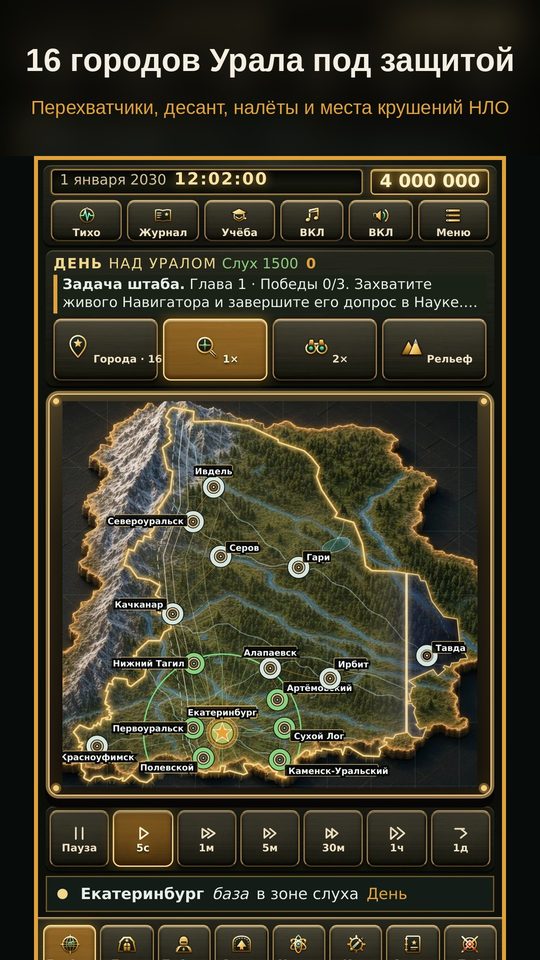 16 городов Урала под защитой
Перехватчики, десант, налёты и места крушений НЛО
1 января 2030 12:02:00
4 000 000
Тихо
Журнал
Учёба
ВКЛ
ВКЛ
Меню
ДЕНЬ НАД УРАЛОМ Слух 1500 0
Задача штаба. Глава 1 · Победы 0/3. Захватите
живого Навигатора и завершите его допрос в Науке....
Города · 16
1×
2×
Рельеф
Ивдель
Североуральск
Серов
Гари
Качканар
Алапаевск
Тавда
Нижний Тагил
Ирбит
Артёмовский
Екатеринбург
Первоуральск
Сухой Лог
Красноуфимск
Полевской
Каменск-Уральский
Пауза
5с
1м
5м
30м
1ч
1д
Екатеринбург база в зоне слуха День